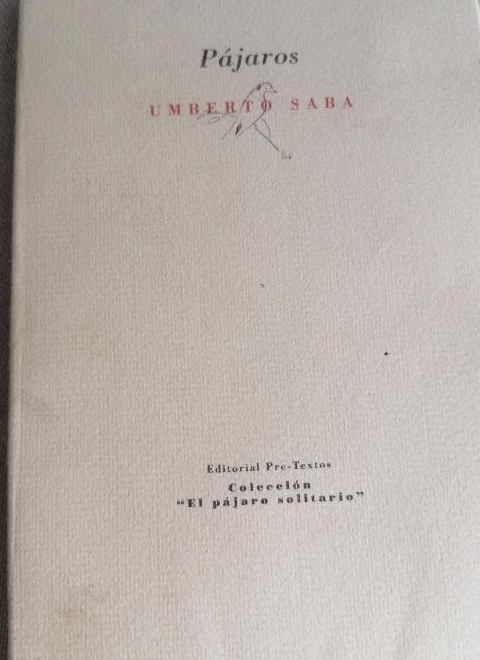 Pájaros
UMBERTO SABA
Editorial Pre-Textos
Colección
“El pájaro solitario”